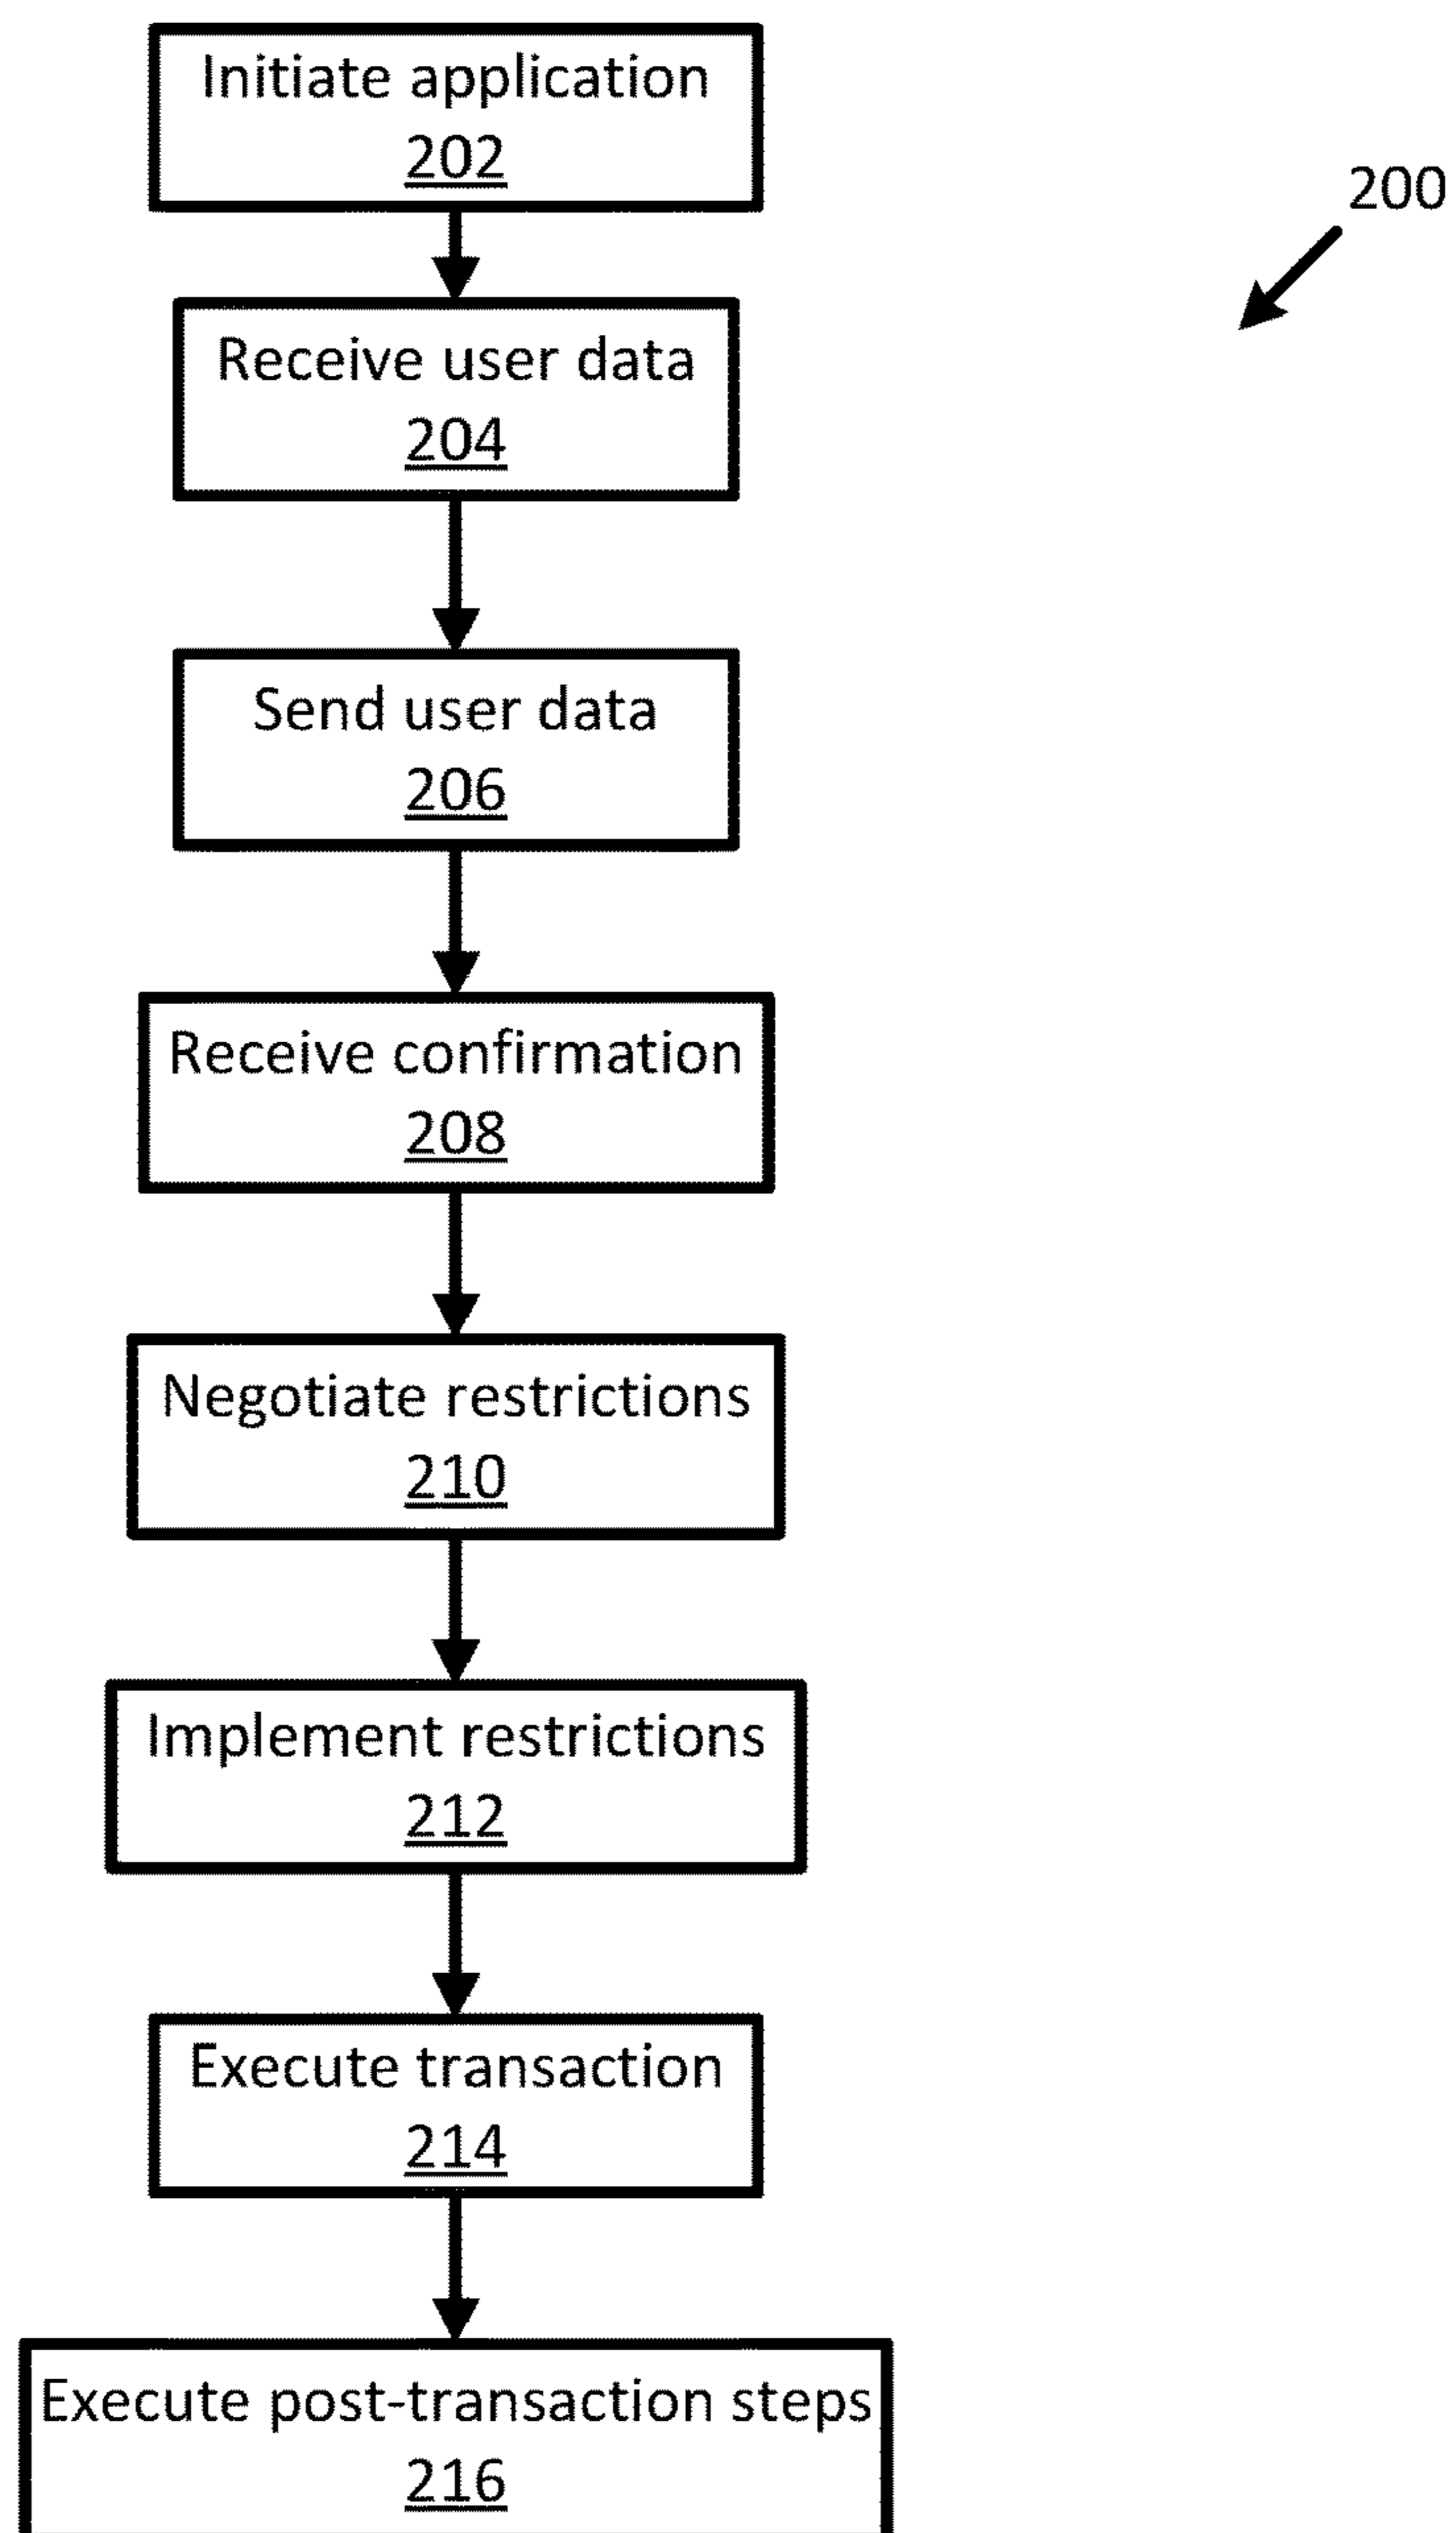 Initiate application
202
200
Receive user data
204
Send user data
206
Receive confirmation
208
Negotiate restrictions
210
Implement restrictions
212
Execute transaction
214
Execute post-transaction steps
216